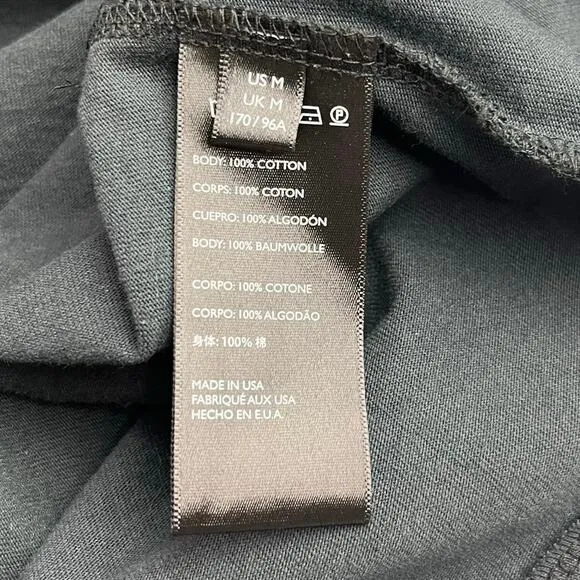 US M
UK M
170/96A
P
BODY: 100% COTTON
CORPS: 100% COTON
CUEPRO: 100% ALGODÓN
BODY: 100% BAUMWOLLE
CORPO: 100% COTONE
CORPO: 100% ALGODÃO
身体: 100% 棉
MADE IN USA
FABRIQUÉ AUX USA
HECHO EN E.U.A.